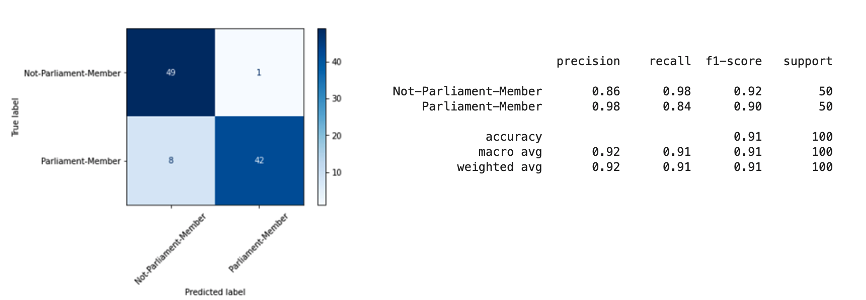 Not-Parliament-Member
Parliament-Member
True label
49 1
8 42
Not-Parliament-Member
Parliament-Member
Predicted label
40
30
20
10
precision recall f1-score support
Not-Parliament-Member 0.86 0.98 0.92 50
Parliament-Member 0.98 0.84 0.90 50
accuracy 0.91 100
macro avg 0.92 0.91 0.91 100
weighted avg 0.92 0.91 0.91 100